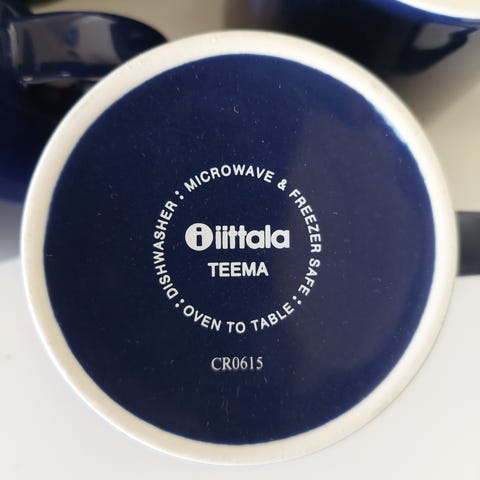 DISHWASHER : MICROWAVE & FREEZER SAFE : OVEN TO TABLE :
i iittala
TEEMA
CR0615